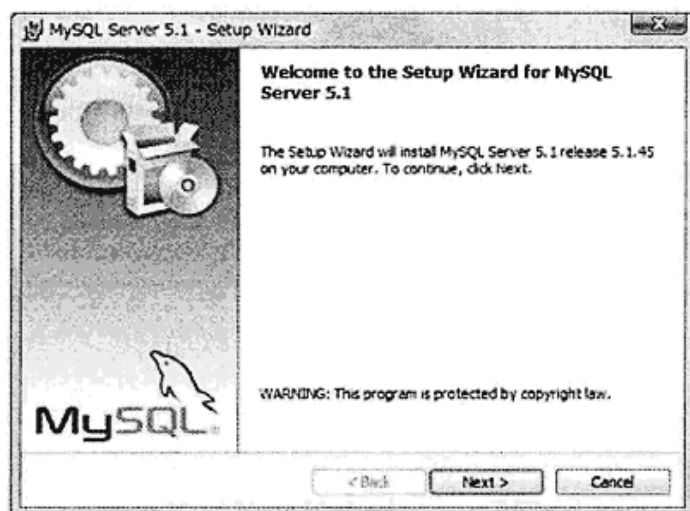 MySQL Server 5.1 - Setup Wizard
Welcome to the Setup Wizard for MySQL
Server 5.1
The Setup Wizard will install MySQL Server 5.1 release 5.1.45
on your computer. To continue, click Next.
WARNING: This program is protected by copyright law.
MySQL.
< Back
Next >
Cancel